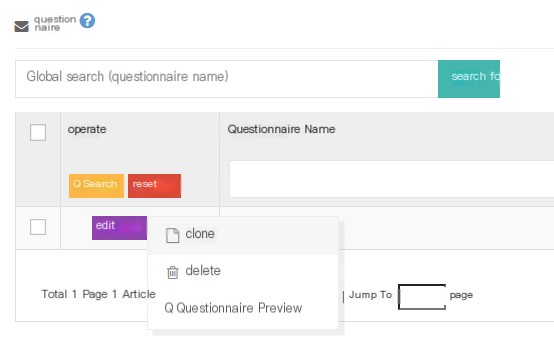 question
naire
Global search (questionnaire name)
search fo
operate
Questionnaire Name
Q Search
reset
edit
clone
delete
Q Questionnaire Preview
Total 1 Page 1 Article
| Jump To
page